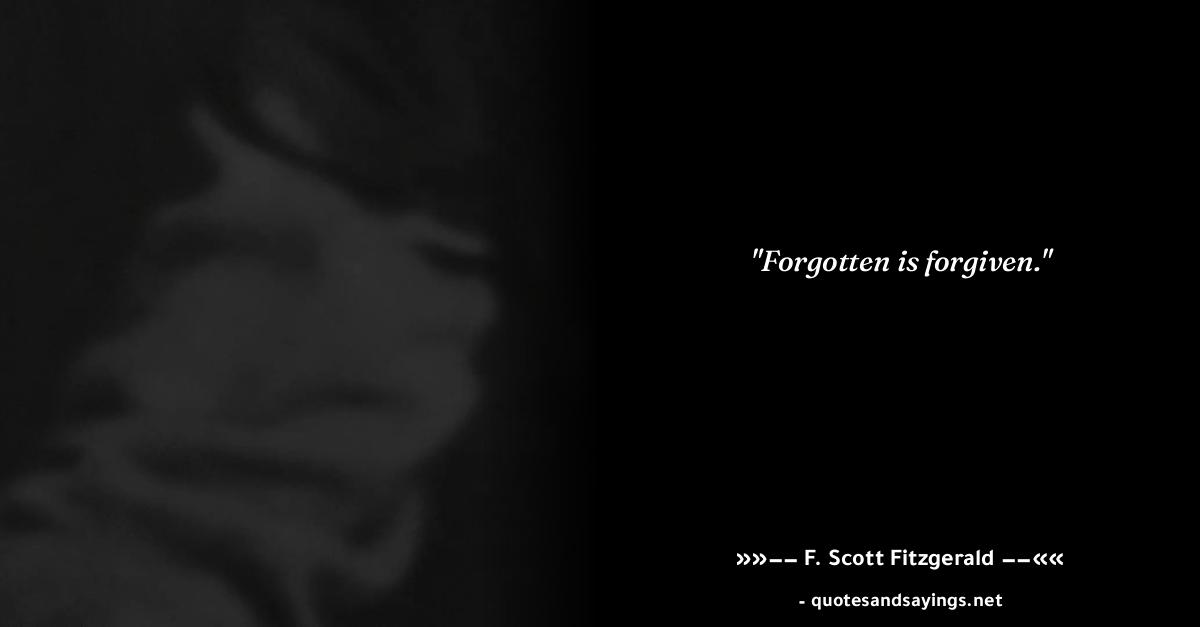 "Forgotten is forgiven."
»»−− F. Scott Fitzgerald −−««
- quotesandsayings.net